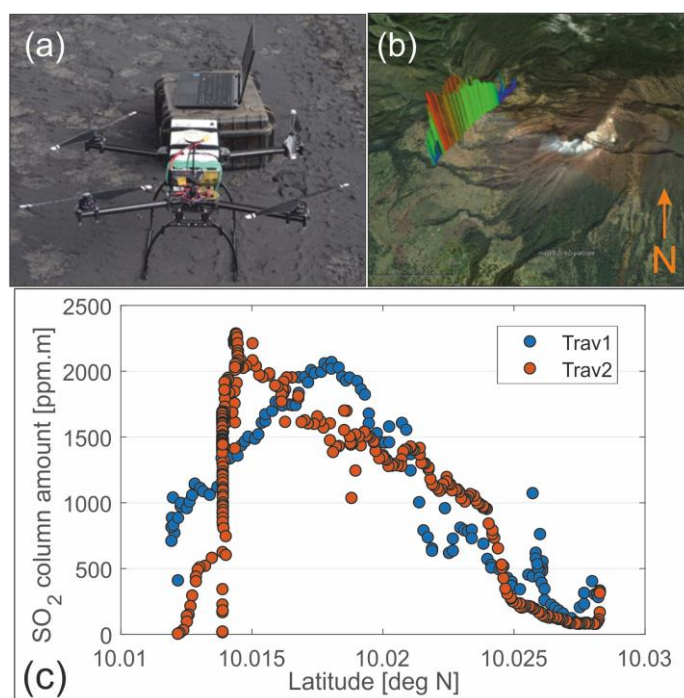 (a)
(b)
N
2500
2000
1500
1000
500
0
SO2 column amount [ppm.m]
Trav1
Trav2
10.01
10.015
10.02
10.025
10.03
Latitude [deg N]
(c)